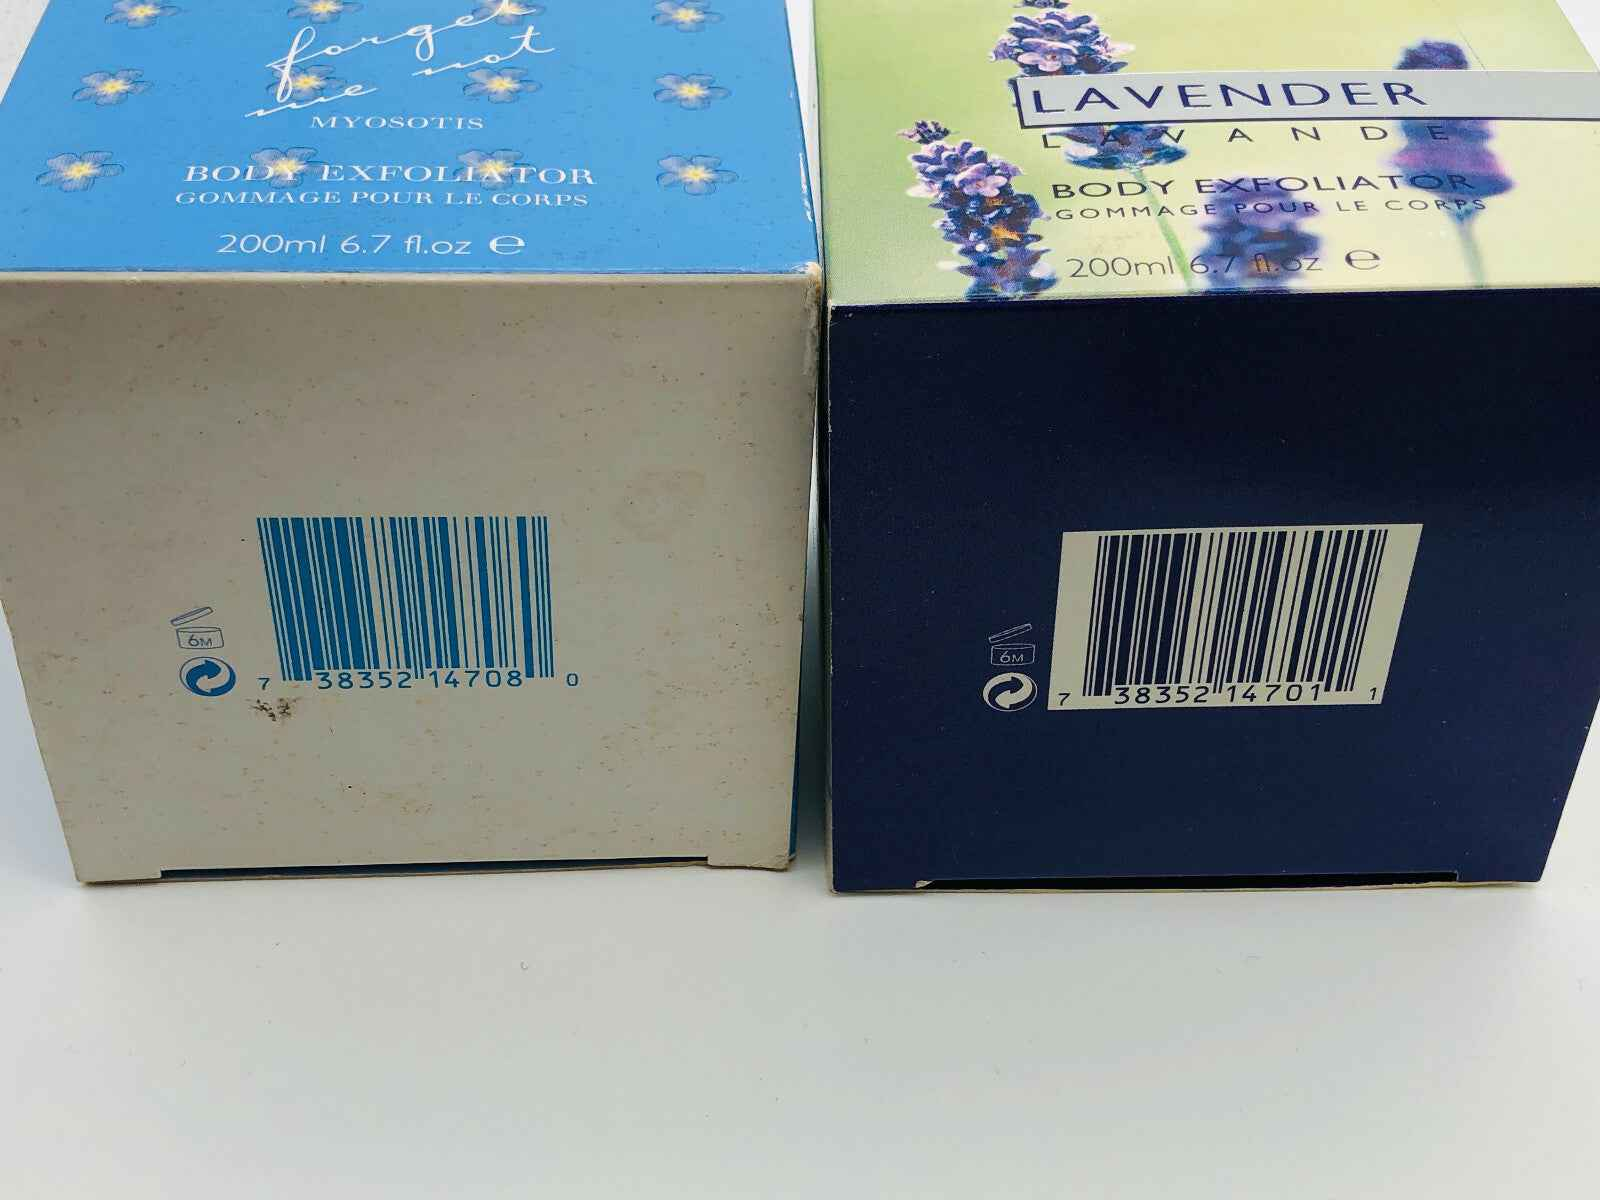 forget
me not
MYOSOTIS
BODY EXFOLIATOR
GOMMAGE POUR LE CORPS
200ml 6.7 fl.oz e
6M
7 38352 14708 0
LAVENDER
LAVANDE
BODY EXFOLIATOR
GOMMAGE POUR LE CORPS
200ml 6.7 fl.oz e
6M
7 38352 14701 1